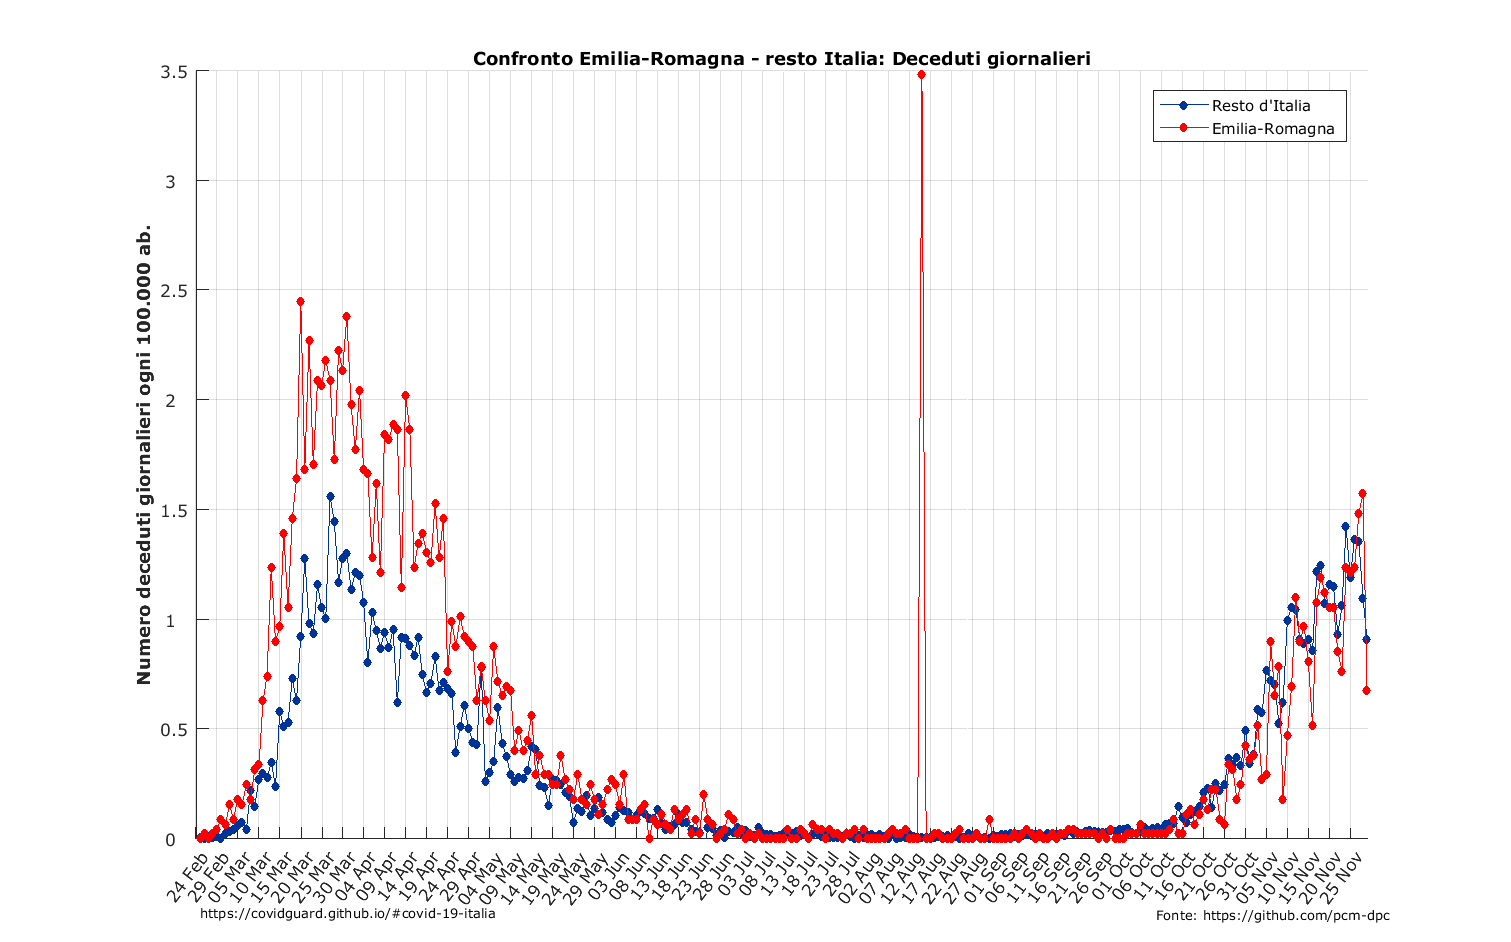 Confronto Emilia-Romagna - resto Italia: Deceduti giornalieri
Resto d'Italia
Emilia-Romagna
Numero deceduti giornalieri ogni 100.000 ab.
3.5
3
2.5
2
1.5
1
0.5
0
24 Feb
29 Feb
05 Mar
10 Mar
15 Mar
20 Mar
25 Mar
30 Mar
04 Apr
09 Apr
14 Apr
19 Apr
24 Apr
29 Apr
04 May
09 May
14 May
19 May
24 May
29 May
03 Jun
08 Jun
13 Jun
18 Jun
23 Jun
28 Jun
03 Jul
08 Jul
13 Jul
18 Jul
23 Jul
28 Jul
02 Aug
07 Aug
12 Aug
17 Aug
22 Aug
27 Aug
01 Sep
06 Sep
11 Sep
16 Sep
21 Sep
26 Sep
01 Oct
06 Oct
11 Oct
16 Oct
21 Oct
26 Oct
31 Oct
05 Nov
10 Nov
15 Nov
20 Nov
25 Nov
https://covidguard.github.io/#covid-19-italia
Fonte: https://github.com/pcm-dpc